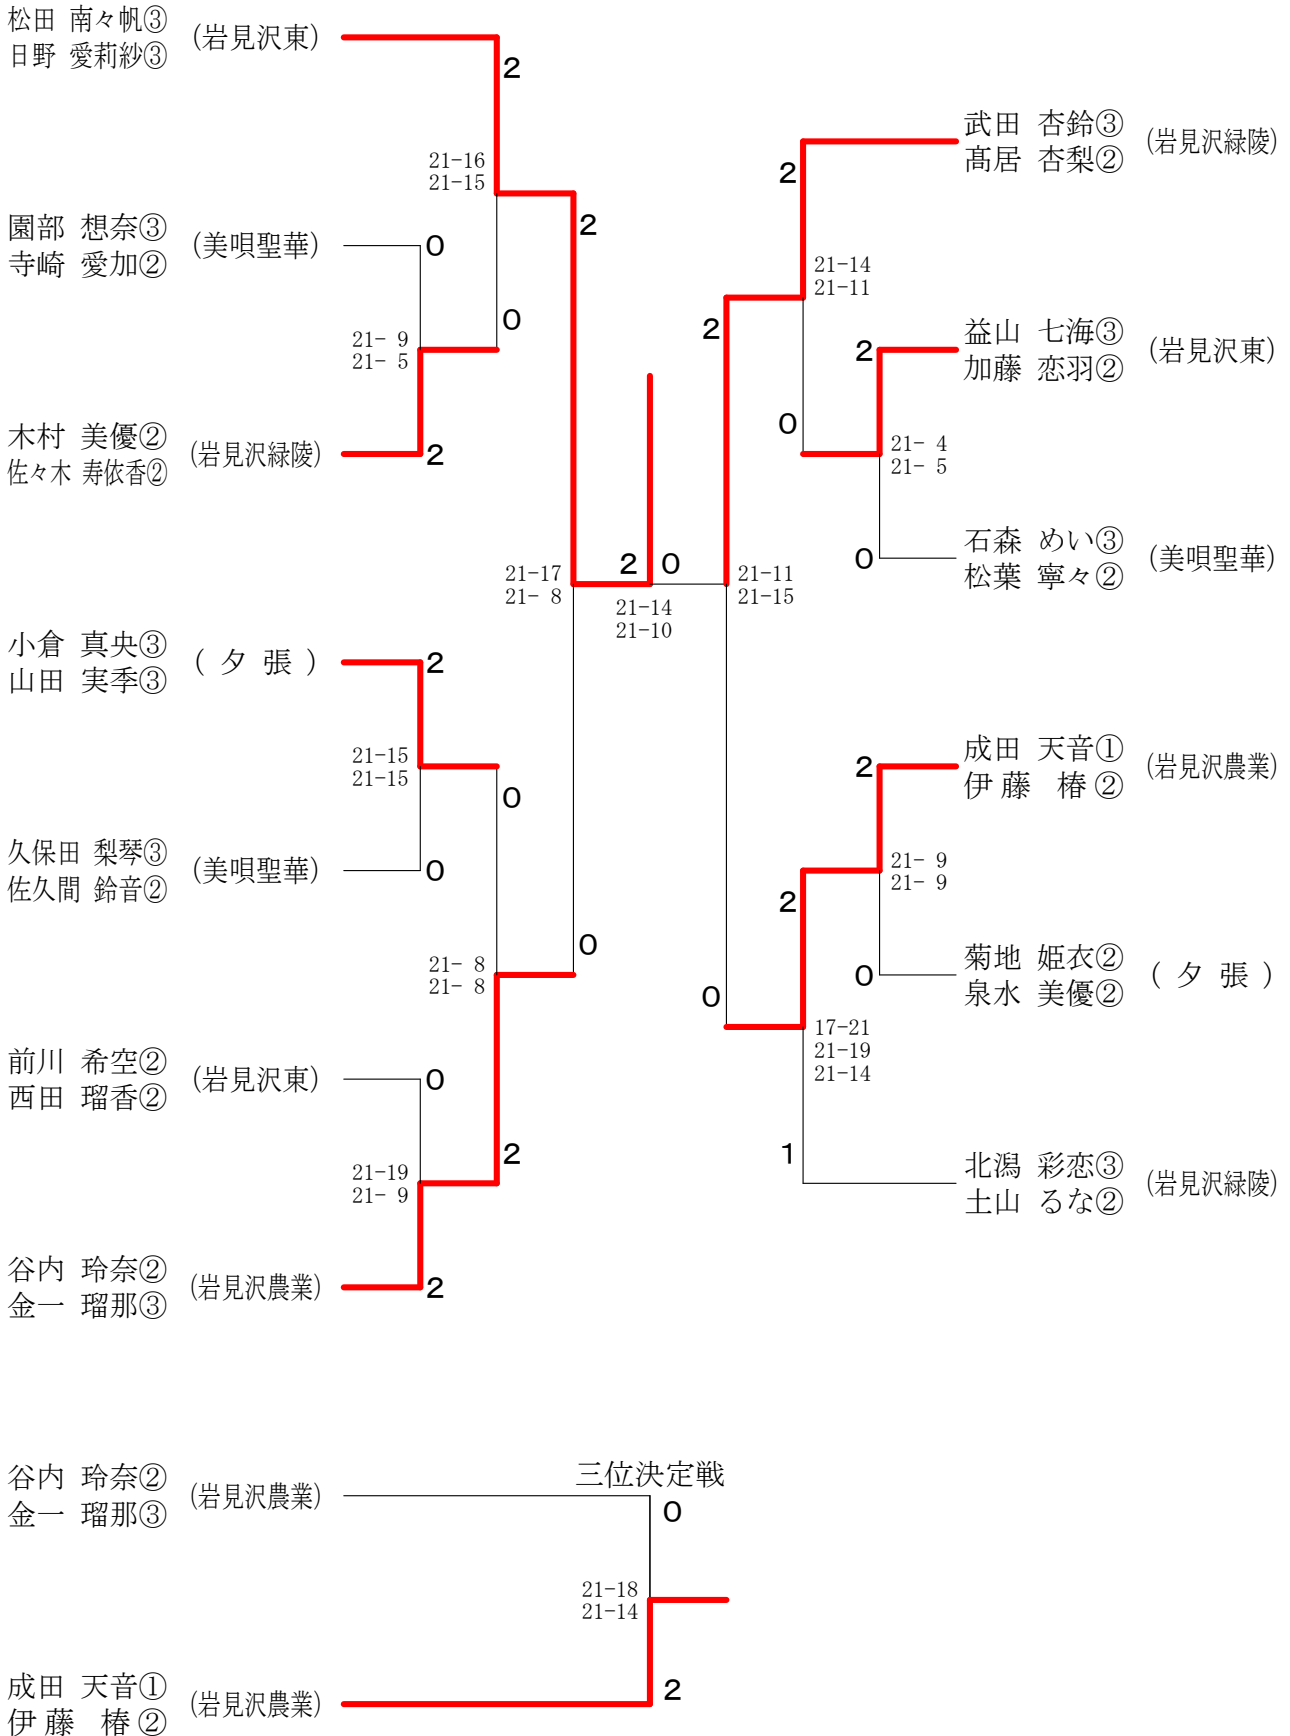 松田 南々帆③
日野 愛莉紗③
(岩見沢東)
2
21-16
21-15
園部 想奈③
寺崎 愛加②
(美唄聖華)
0
2
0
21- 9
21- 5
木村 美優②
佐々木 寿依香②
(岩見沢緑陵)
2
21-17
21- 8
小倉 真央③
山田 実季③
( 夕 張 )
2
21-15
21-15
0
久保田 梨琴③
佐久間 鈴音②
(美唄聖華)
0
0
21- 8
21- 8
前川 希空②
西田 瑠香②
(岩見沢東)
0
2
21-19
21- 9
谷内 玲奈②
金一 瑠那③
(岩見沢農業)
2
2
0
21-14
21-10
武田 杏鈴③
髙居 杏梨②
(岩見沢緑陵)
2
21-14
21-11
2
益山 七海③
加藤 恋羽②
(岩見沢東)
2
0
21- 4
21- 5
石森 めい③
松葉 寧々②
(美唄聖華)
0
21-11
21-15
成田 天音①
伊藤 椿②
(岩見沢農業)
2
21- 9
21- 9
2
菊地 姫衣②
泉水 美優②
( 夕 張 )
0
0
17-21
21-19
21-14
1
北潟 彩恋③
土山 るな②
(岩見沢緑陵)
三位決定戦
谷内 玲奈②
金一 瑠那③
(岩見沢農業)
0
21-18
21-14
成田 天音①
伊藤 椿②
(岩見沢農業)
2